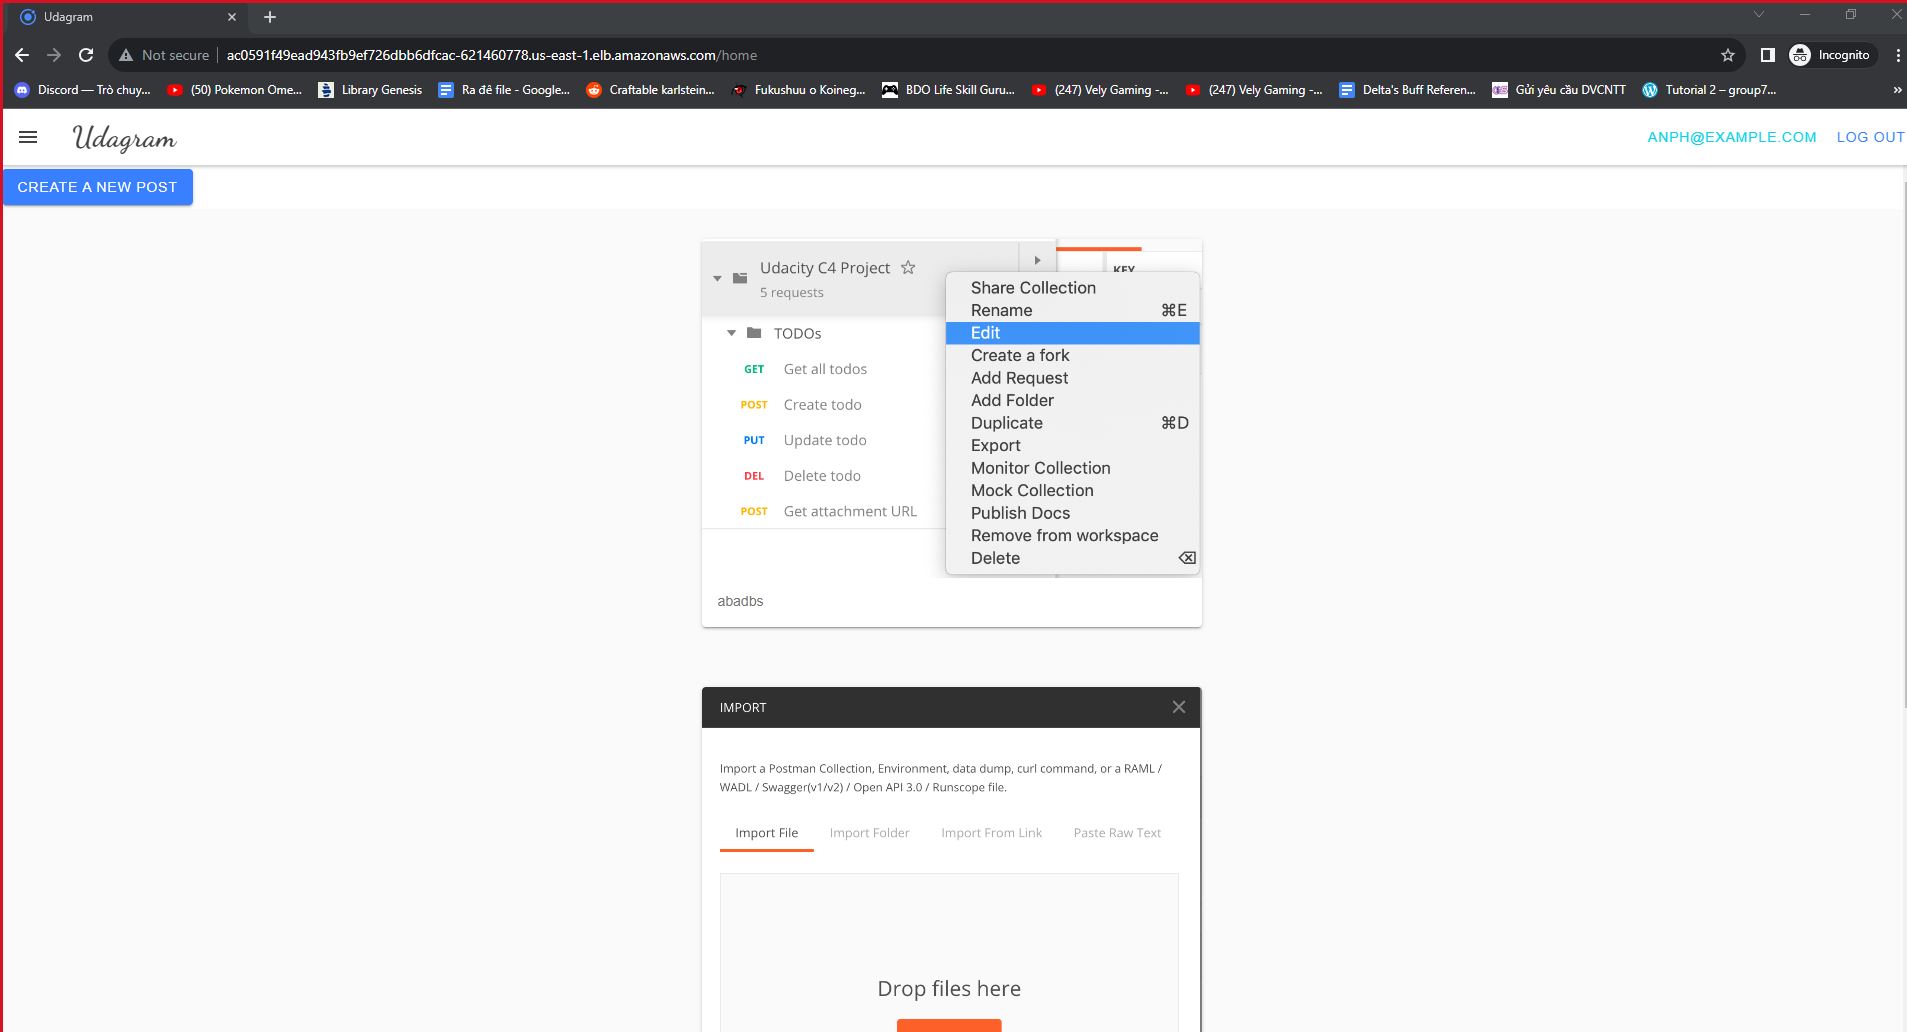 Udagram
Not secure
ac0591f49ead943fb9ef726dbb6dfcac-621460778.us-east-1.elb.amazonaws.com/home
Incognito
Discord — Trò chuy...
(50) Pokemon Ome...
Library Genesis
Ra đề file - Google...
Craftable karlstein...
Fukushuu o Koineg...
BDO Life Skill Guru...
(247) Vely Gaming -...
(247) Vely Gaming -...
Delta's Buff Referen...
Gửi yêu cầu DVCNTT
Tutorial 2 – group7...
»
Udagram
ANPH@EXAMPLE.COM
LOG OUT
CREATE A NEW POST
Udacity C4 Project
5 requests
KEY
TODOs
GET Get all todos
POST Create todo
PUT Update todo
DEL Delete todo
POST Get attachment URL
Share Collection
Rename ⌘E
Edit
Create a fork
Add Request
Add Folder
Duplicate ⌘D
Export
Monitor Collection
Mock Collection
Publish Docs
Remove from workspace
Delete ⌫
abadbs
IMPORT
Import a Postman Collection, Environment, data dump, curl command, or a RAML /
WADL / Swagger(v1/v2) / Open API 3.0 / Runscope file.
Import File
Import Folder
Import From Link
Paste Raw Text
Drop files here